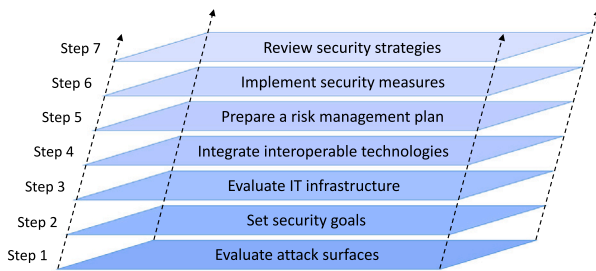 Step 7 Review security strategies
Step 6 Implement security measures
Step 5 Prepare a risk management plan
Step 4 Integrate interoperable technologies
Step 3 Evaluate IT infrastructure
Step 2 Set security goals
Step 1 Evaluate attack surfaces